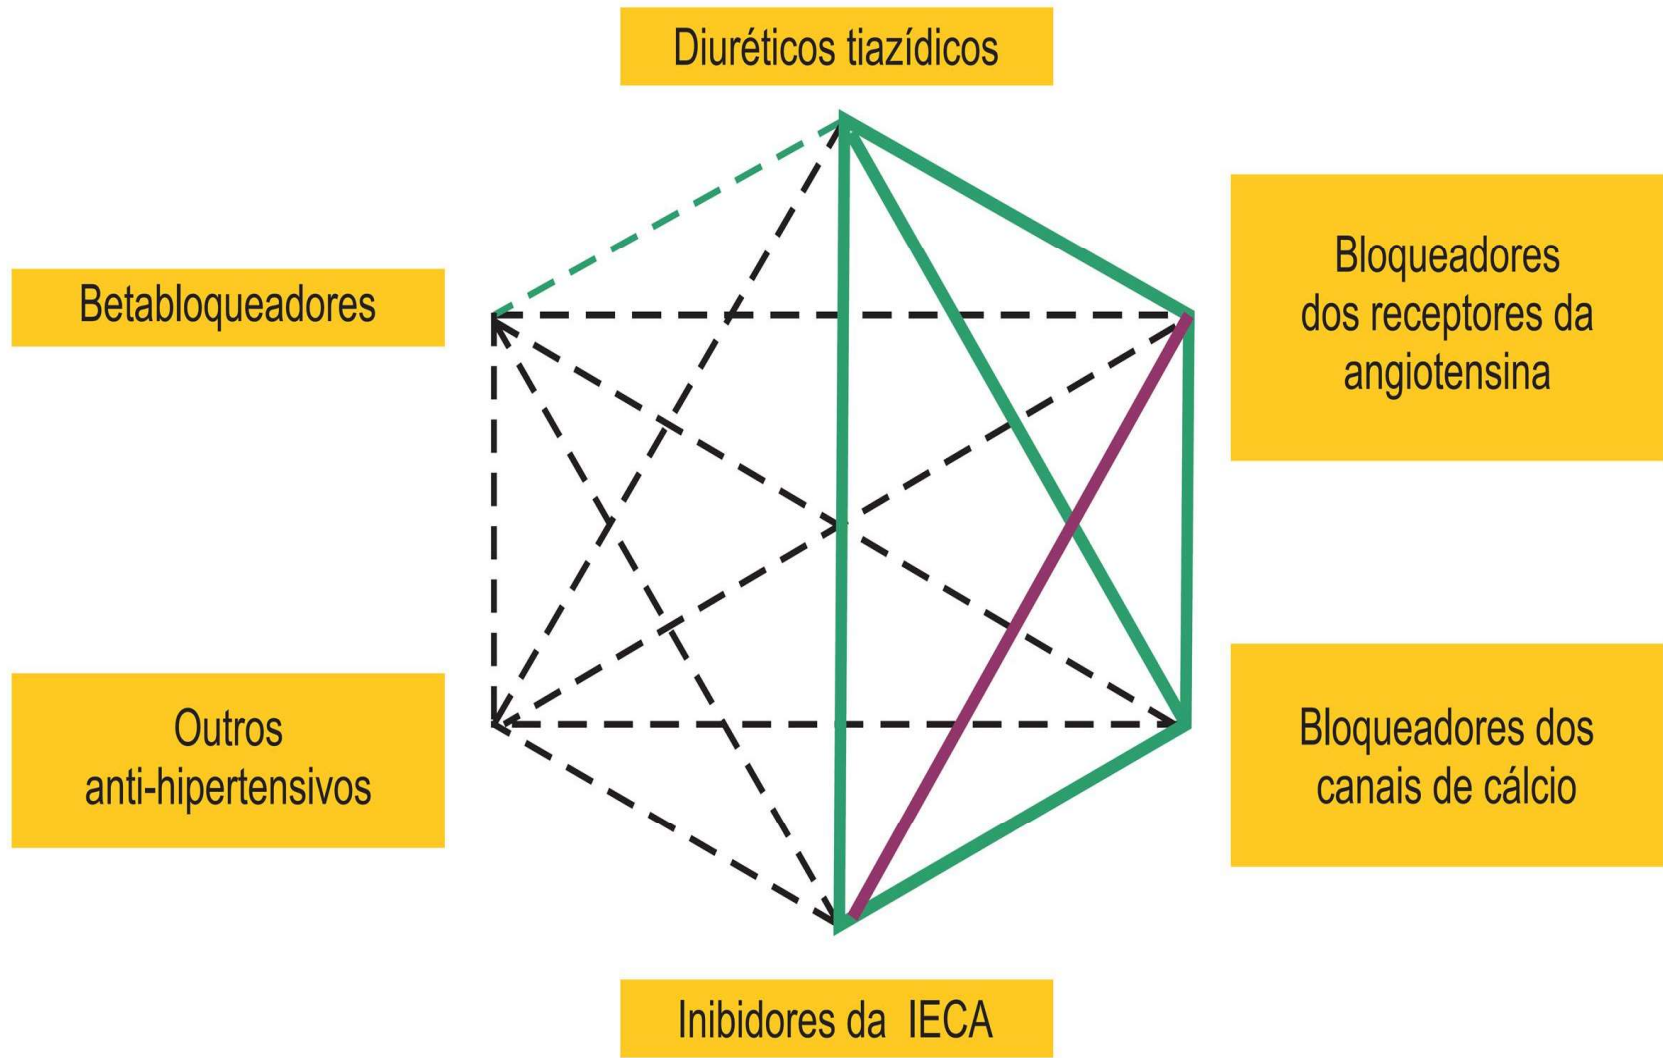 Diuréticos tiazídicos
Betabloqueadores
Bloqueadores
dos receptores da
angiotensina
Outros
anti-hipertensivos
Bloqueadores dos
canais de cálcio
Inibidores da IECA